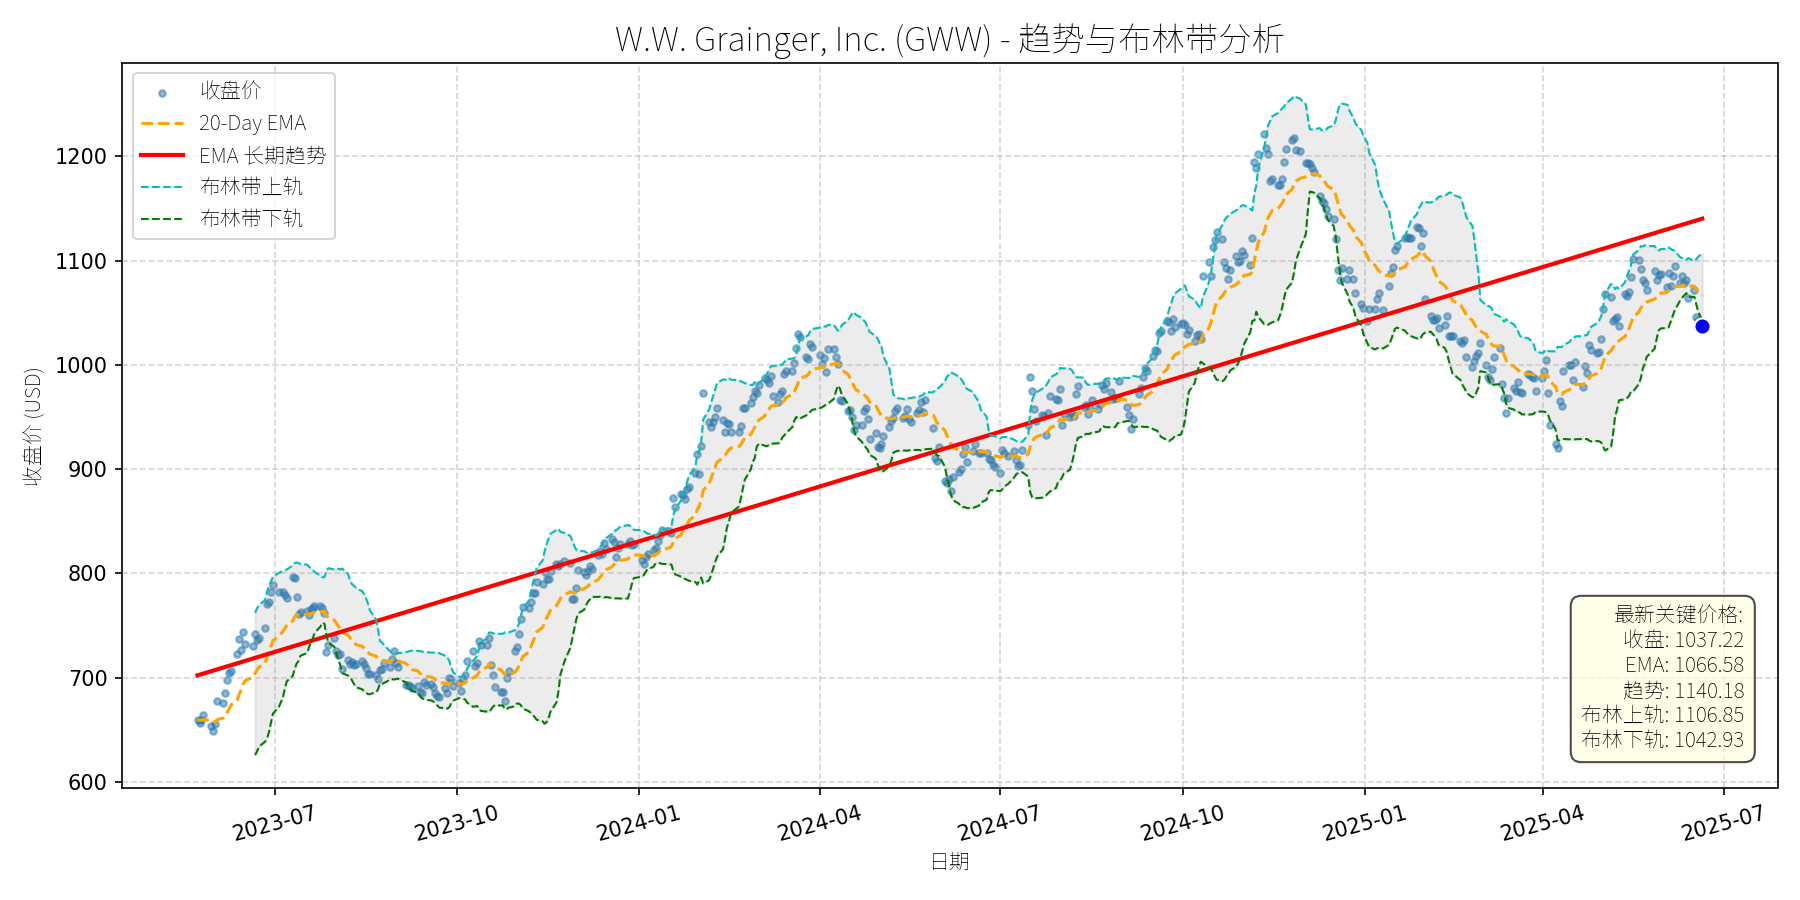 W.W. Grainger, Inc. (GWW) - 趋势与布林带分析
收盘价
20-Day EMA
EMA 长期趋势
布林带上轨
布林带下轨
收盘价 (USD)
1200
1100
1000
900
800
700
600
最新关键价格:
收盘: 1037.22
EMA: 1066.58
趋势: 1140.18
布林上轨: 1106.85
布林下轨: 1042.93
2023-07
2023-10
2024-01
2024-04
2024-07
2024-10
2025-01
2025-04
2025-07
日期